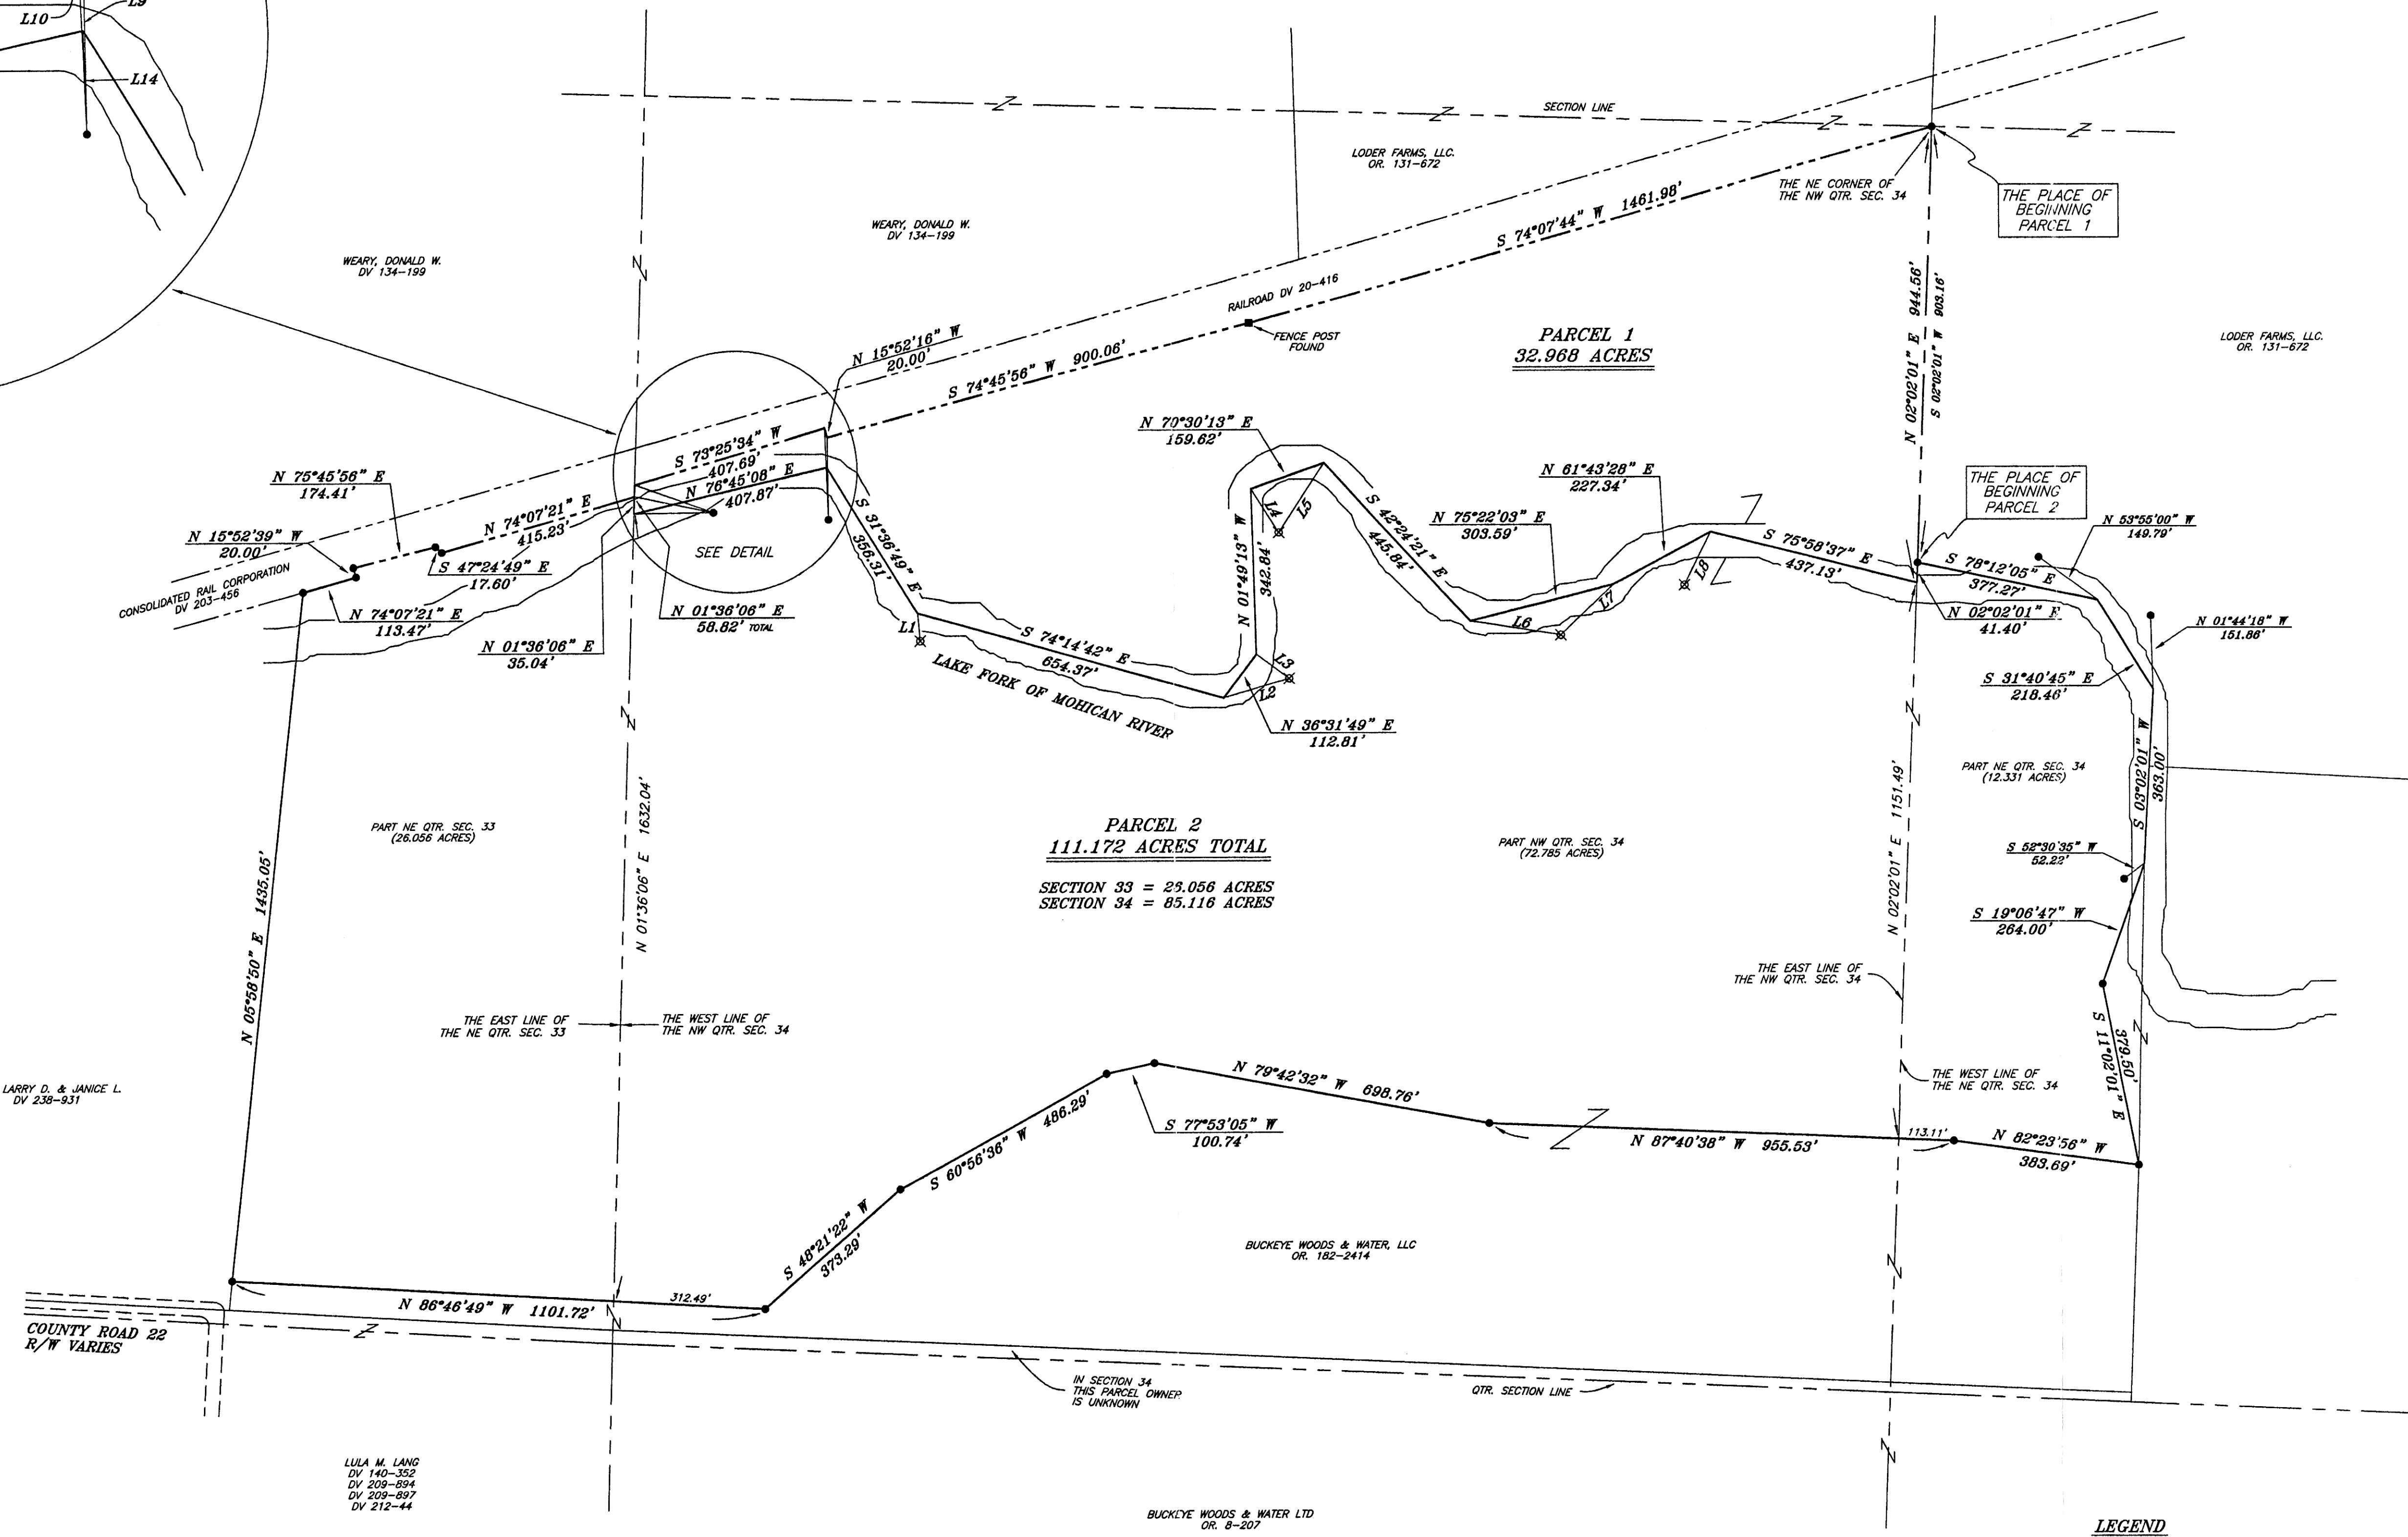 L9
L10
L14
SECTION LINE
LODER FARMS, LLC.
OR. 131-672
THE NE CORNER OF
THE NW QTR. SEC. 34
THE PLACE OF
BEGINNING
PARCEL 1
WEARY, DONALD W.
DV 134-199
WEARY, DONALD W.
DV 134-199
S 74°07'44" W 1461.98'
RAILROAD DV 20-416
FENCE POST
FOUND
PARCEL 1
32.968 ACRES
N 02°02'01" E 944.56'
S 02°02'01" W 903.16'
LODER FARMS, LLC.
OR. 131-672
N 15°52'16" W
20.00'
S 74°45'56" W 900.06'
S 73°25'34" W
407.69'
N 76°45'08" E
407.87'
N 75°45'56" E
174.41'
N 74°07'21" E
415.23'
N 15°52'39" W
20.00'
S 47°24'49" E
17.60'
CONSOLIDATED RAIL CORPORATION
DV 203-456
N 74°07'21" E
113.47'
N 01°36'06" E
35.04'
N 01°36'06" E
58.82' TOTAL
SEE DETAIL
S 31°36'49" E
356.31'
L1
S 74°14'42" E
654.37'
LAKE FORK OF MOHICAN RIVER
L2
L3
N 36°31'49" E
112.81'
N 01°49'13" W
342.84'
N 70°30'13" E
159.62'
L4
L5
S 42°24'21" E
445.84'
L6
L7
N 75°22'03" E
303.59'
N 61°43'28" E
227.34'
L8
S 75°58'37" E
437.13'
THE PLACE OF
BEGINNING
PARCEL 2
N 53°55'00" W
149.79'
S 78°12'05" E
377.27'
N 02°02'01" E
41.40'
N 01°44'18" W
151.86'
S 31°40'45" E
218.46'
S 03°02'01" W
363.00'
PART NE QTR. SEC. 34
(12.331 ACRES)
S 52°30'35" W
52.22'
S 19°06'47" W
264.00'
379.50'
S 11°02'01" E
N 01°36'06" E 1632.04'
PART NE QTR. SEC. 33
(26.056 ACRES)
PARCEL 2
111.172 ACRES TOTAL
SECTION 33 = 26.056 ACRES
SECTION 34 = 85.116 ACRES
PART NW QTR. SEC. 34
(72.785 ACRES)
N 02°02'01" E 1151.49'
N 05°58'50" E 1435.05'
THE EAST LINE OF
THE NE QTR. SEC. 33
THE WEST LINE OF
THE NW QTR. SEC. 34
THE EAST LINE OF
THE NW QTR. SEC. 34
THE WEST LINE OF
THE NE QTR. SEC. 34
LARRY D. & JANICE L.
DV 238-931
N 79°42'32" W 698.76'
S 77°53'05" W
100.74'
S 60°56'36" W 486.29'
S 48°21'22" W
373.29'
N 87°40'38" W 955.53'
113.11'
N 82°23'56" W
383.69'
BUCKEYE WOODS & WATER, LLC
OR. 182-2414
N 86°46'49" W 1101.72'
312.49'
COUNTY ROAD 22
R/W VARIES
IN SECTION 34
THIS PARCEL OWNER
IS UNKNOWN
QTR. SECTION LINE
LULA M. LANG
DV 140-352
DV 209-894
DV 209-897
DV 212-44
BUCKEYE WOODS & WATER LTD
OR. 8-207
LEGEND